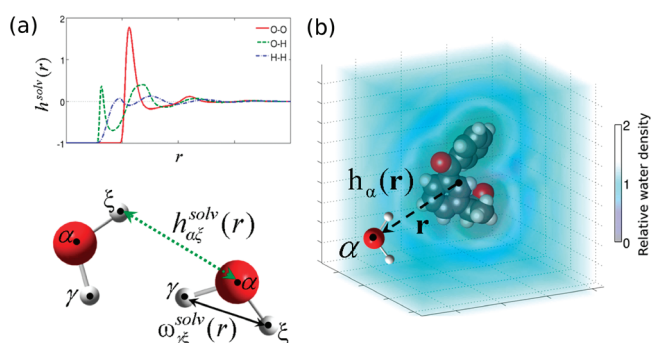 (a)
h^solv(r)
2
1
0
-1
O-O
O-H
H-H
r
ξ
α
γ
h^solv_αξ(r)
γ
α
ξ
ω^solv_γξ(r)
(b)
h_α(r)
r
α
2
1
0
Relative water density